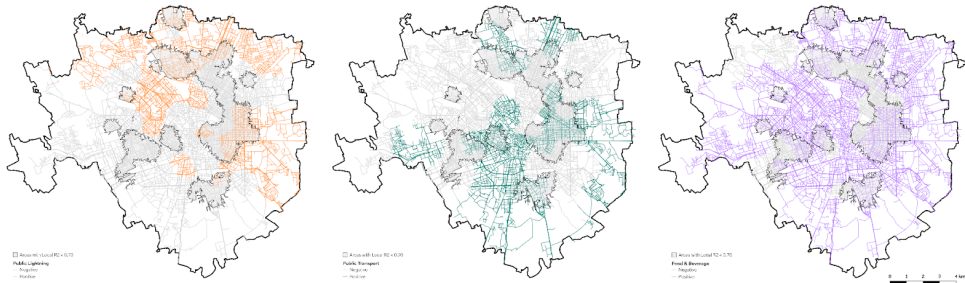 Areas with Local R2 < 0.70
Public Lightning
Negative
Positive
Areas with Local R2 < 0.70
Public Transport
Negative
Positive
Areas with Local R2 < 0.70
Food & Beverage
Negative
Positive
0 1 2 3 4 km